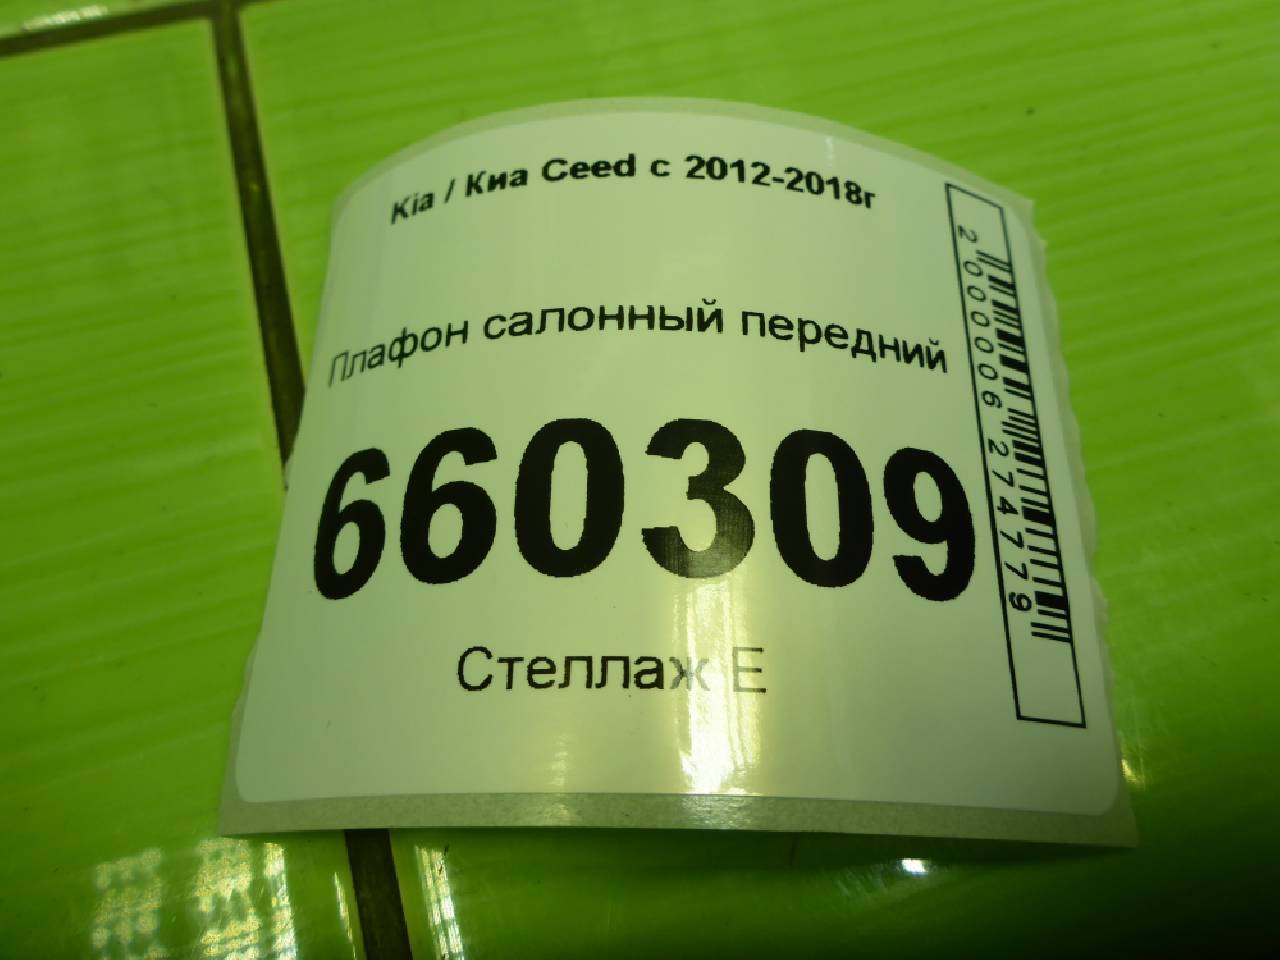 Kia / Киа Ceed с 2012-2018г
Плафон салонный передний
660309
Стеллаж Е
2000006274779